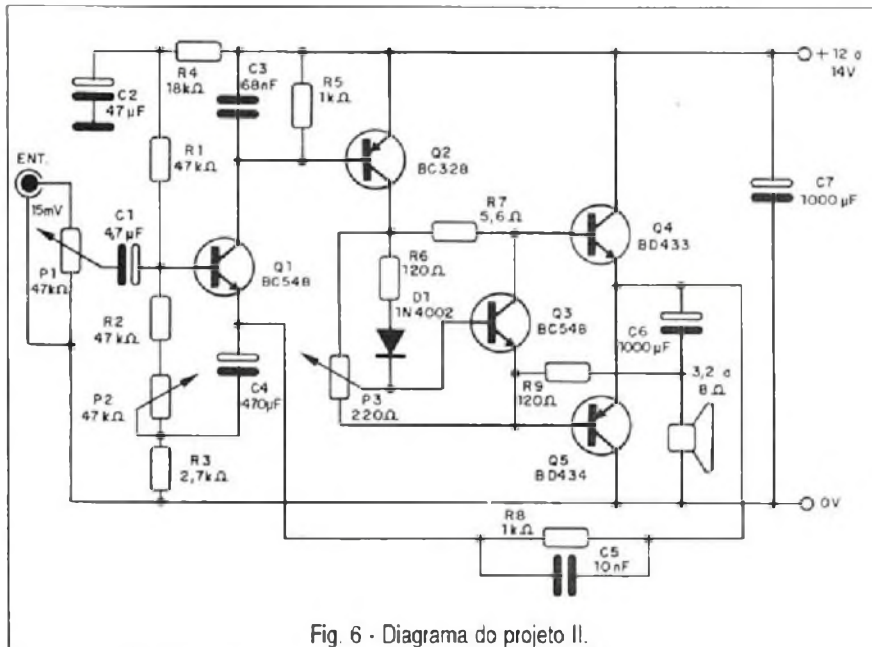 +12 a
14V
R4
18kΩ
C3
68nF
R5
1kΩ
C2
47µF
R1
47kΩ
ENT.
15mV
C1
4,7µF
P1
47kΩ
Q1
BC548
Q2
BC328
R7
5,6Ω
R6
120Ω
D1
1N4002
Q3
BC548
Q4
BD433
C7
1000µF
C6
1000µF
3,2 a
8Ω
R2
47kΩ
P2
47kΩ
C4
470µF
P3
220Ω
R9
120Ω
Q5
BD434
R3
2,7kΩ
0V
R8
1kΩ
C5
10nF
Fig. 6 - Diagrama do projeto II.